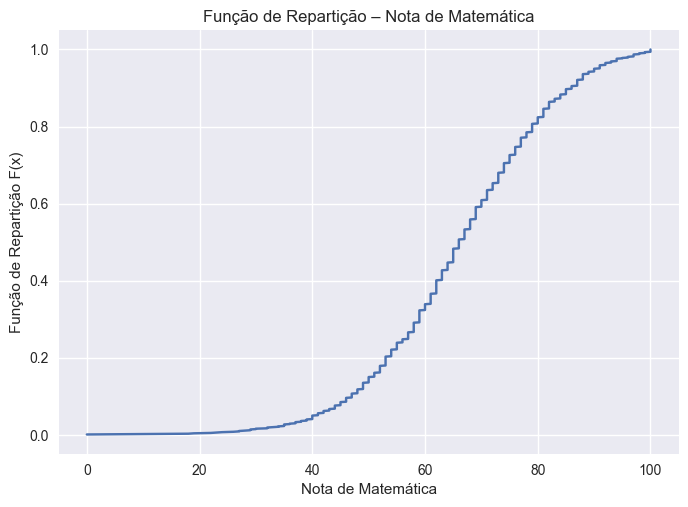 Função de Repartição – Nota de Matemática
Função de Repartição F(x)
1.0
0.8
0.6
0.4
0.2
0.0
0 20 40 60 80 100
Nota de Matemática